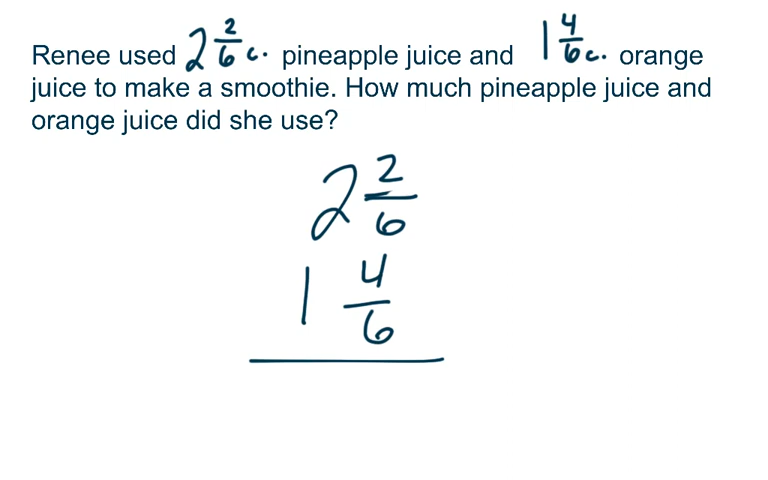 Renee used 2 2/6 c. pineapple juice and 1 4/6 c. orange
juice to make a smoothie. How much pineapple juice and
orange juice did she use?
2 2/6
1 4/6